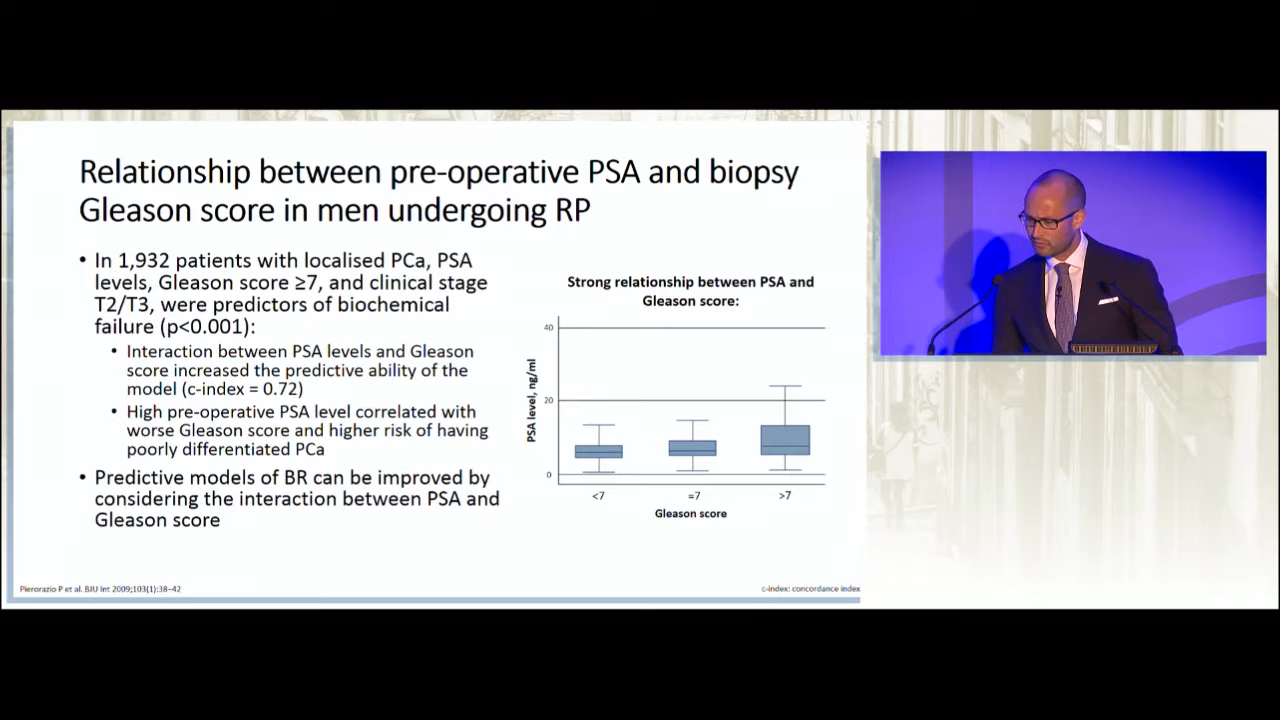 Relationship between pre-operative PSA and biopsy
Gleason score in men undergoing RP
• In 1,932 patients with localised PCa, PSA
levels, Gleason score ≥7, and clinical stage
T2/T3, were predictors of biochemical
failure (p<0.001):
• Interaction between PSA levels and Gleason
score increased the predictive ability of the
model (c-index = 0.72)
• High pre-operative PSA level correlated with
worse Gleason score and higher risk of having
poorly differentiated PCa
• Predictive models of BR can be improved by
considering the interaction between PSA and
Gleason score
Strong relationship between PSA and
Gleason score:
PSA level, ng/ml
40
20
0
<7
=7
>7
Gleason score
Pierorazio P et al. BJU Int 2009;103(1):38–42
c-index: concordance index